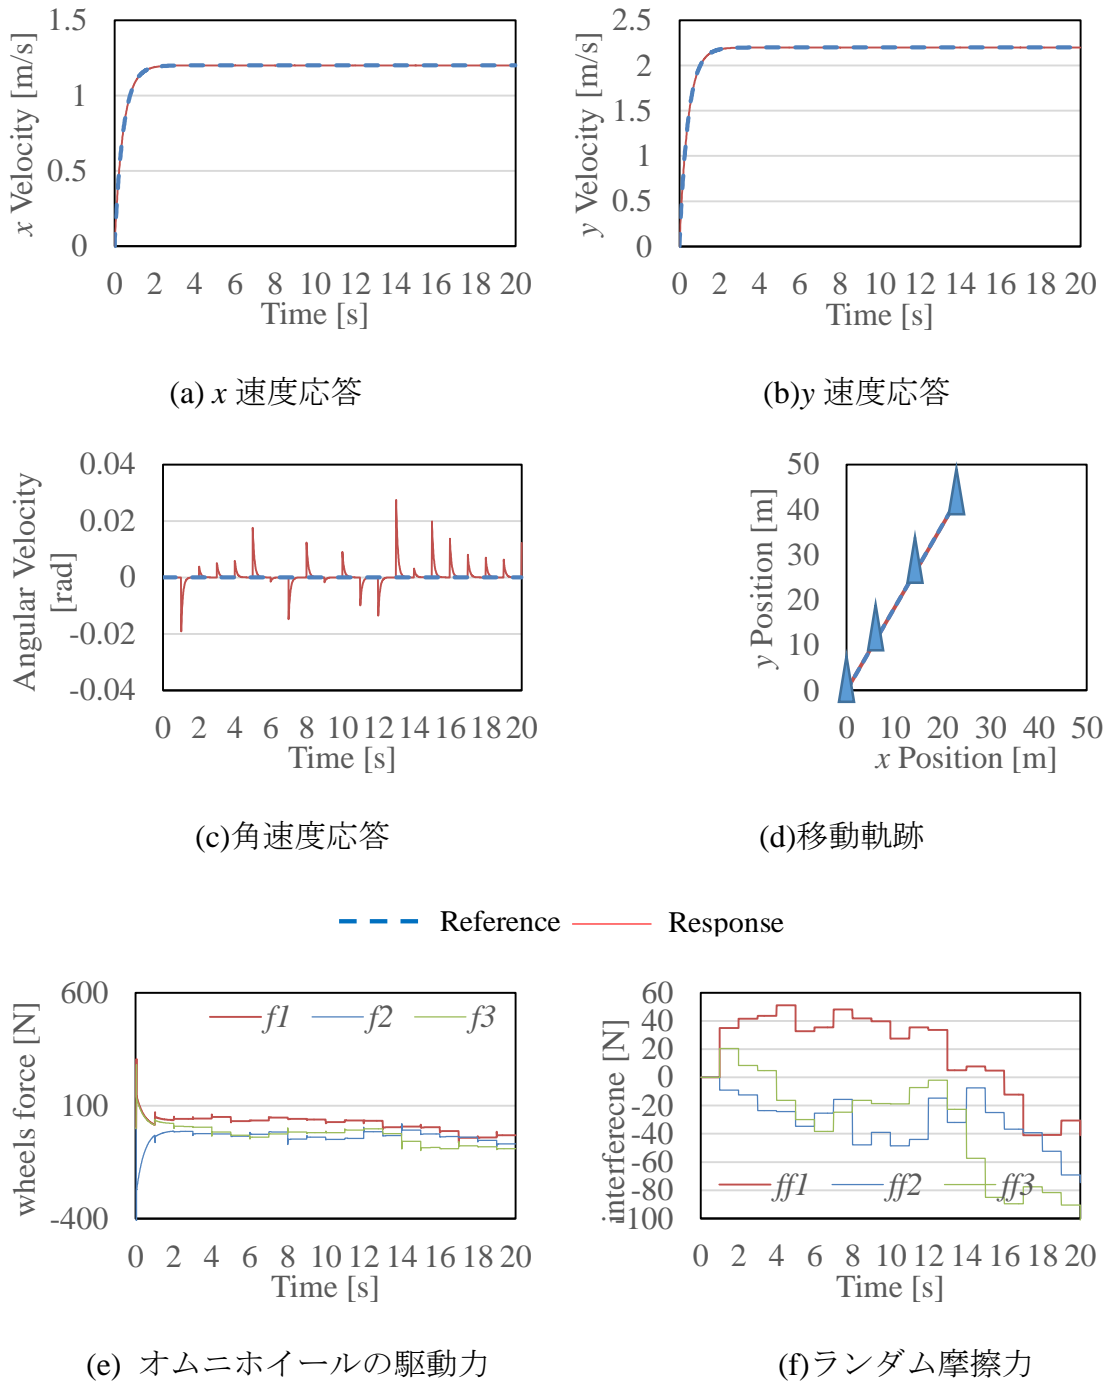 x Velocity [m/s]
1.5
1
0.5
0
0 2 4 6 8 10 12 14 16 18 20
Time [s]
(a) x 速度応答
y Velocity [m/s]
2.5
2
1.5
1
0.5
0
0 2 4 6 8 10 12 14 16 18 20
Time [s]
(b)y 速度応答
Angular Velocity
[rad]
0.04
0.02
0
-0.02
-0.04
0 2 4 6 8 10 12 14 16 18 20
Time [s]
(c)角速度応答
y Position [m]
50
40
30
20
10
0
0 10 20 30 40 50
x Position [m]
(d)移動軌跡
Reference Response
wheels force [N]
600
100
-400
f1 f2 f3
0 2 4 6 8 10 12 14 16 18 20
Time [s]
(e) オムニホイールの駆動力
interferecne [N]
60
40
20
0
-20
-40
-60
-80
-100
ff1 ff2 ff3
0 2 4 6 8 10 12 14 16 18 20
Time [s]
(f)ランダム摩擦力